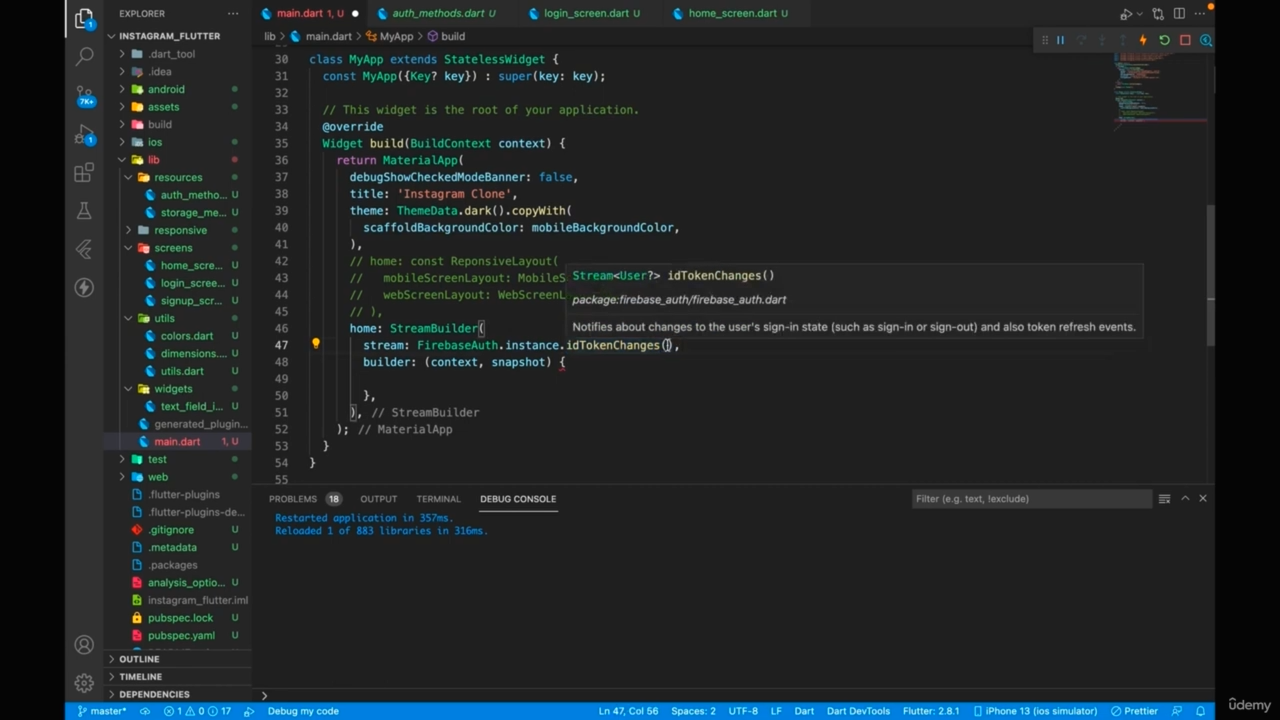 EXPLORER
main.dart 1, U
auth_methods.dart U
login_screen.dart U
home_screen.dart U
lib > main.dart > MyApp > build
INSTAGRAM_FLUTTER
.dart_tool
.idea
android
assets
build
ios
lib
resources
auth_metho... U
storage_me... U
responsive
screens
home_scre... U
login_scree... U
signup_scr... U
utils
colors.dart U
dimensions... U
utils.dart U
widgets
text_field_i... U
generated_plugin...
main.dart 1, U
test
web
.flutter-plugins
.flutter-plugins-de...
.gitignore U
.metadata U
.packages
analysis_optio... U
instagram_flutter.iml
pubspec.lock U
pubspec.yaml U
OUTLINE
TIMELINE
DEPENDENCIES
7K+
1
1
30 class MyApp extends StatelessWidget {
31 const MyApp({Key? key}) : super(key: key);
32
33 // This widget is the root of your application.
34 @override
35 Widget build(BuildContext context) {
36 return MaterialApp(
37 debugShowCheckedModeBanner: false,
38 title: 'Instagram Clone',
39 theme: ThemeData.dark().copyWith(
40 scaffoldBackgroundColor: mobileBackgroundColor,
41 ),
42 // home: const ReponsiveLayout(
43 // mobileScreenLayout: MobileS
44 // webScreenLayout: WebScreenL
45 // ),
46 home: StreamBuilder(
47 stream: FirebaseAuth.instance.idTokenChanges(),
48 builder: (context, snapshot) {
49
50 },
51 ), // StreamBuilder
52 ); // MaterialApp
53 }
54 }
55
Stream<User?> idTokenChanges()
package:firebase_auth/firebase_auth.dart
Notifies about changes to the user's sign-in state (such as sign-in or sign-out) and also token refresh events.
PROBLEMS 18 OUTPUT TERMINAL DEBUG CONSOLE
Filter (e.g. text, !exclude)
Restarted application in 357ms.
Reloaded 1 of 883 libraries in 316ms.
master* 1 0 17 Debug my code
Ln 47, Col 56 Spaces: 2 UTF-8 LF Dart Dart DevTools Flutter: 2.8.1 iPhone 13 (ios simulator) Prettier
udemy